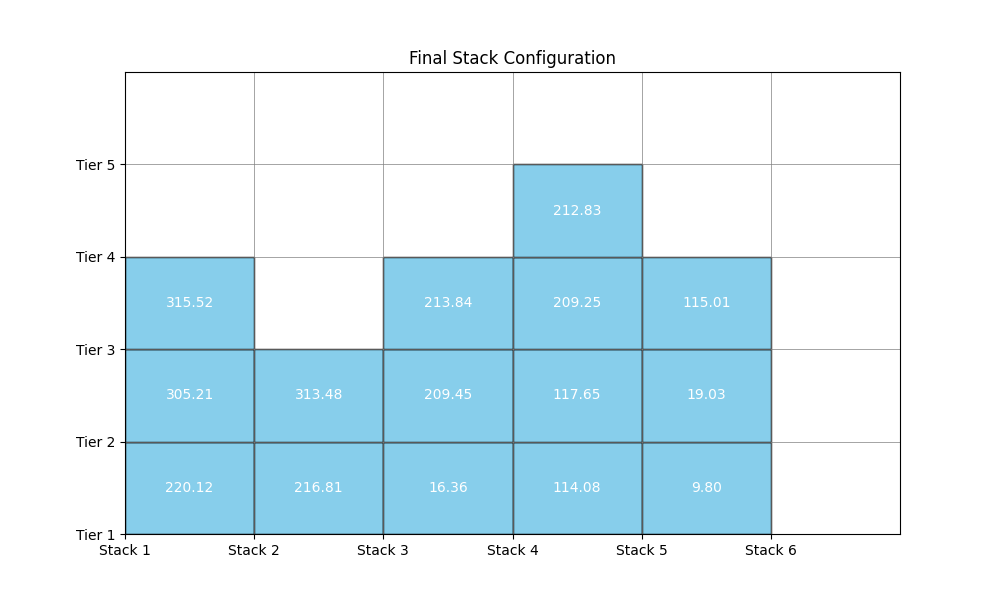 Final Stack Configuration
Tier 5
212.83
Tier 4
315.52 213.84 209.25 115.01
Tier 3
305.21 313.48 209.45 117.65 19.03
Tier 2
220.12 216.81 16.36 114.08 9.80
Tier 1
Stack 1 Stack 2 Stack 3 Stack 4 Stack 5 Stack 6